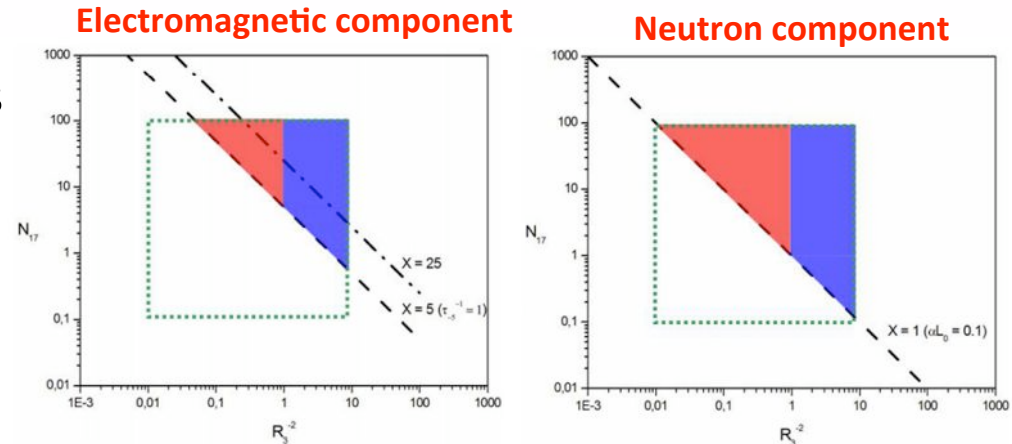 Electromagnetic component
Neutron component
1000
100
10
1
0,1
0,01
N₁₇
1E-3
0,01
0,1
1
10
100
1000
R₃⁻²
X = 25
X = 5 (τ₋₅⁻¹ = 1)
1000
100
10
1
0,1
0,01
N₁₇
1E-3
0,01
0,1
1
10
100
1000
R₃⁻²
X = 1 (αL₀ = 0.1)